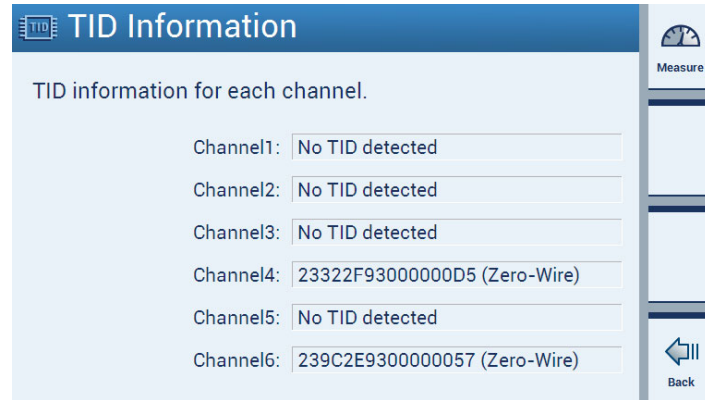 TID
TID Information
Measure
TID information for each channel.
Channel1: No TID detected
Channel2: No TID detected
Channel3: No TID detected
Channel4: 23322F93000000D5 (Zero-Wire)
Channel5: No TID detected
Channel6: 239C2E9300000057 (Zero-Wire)
Back